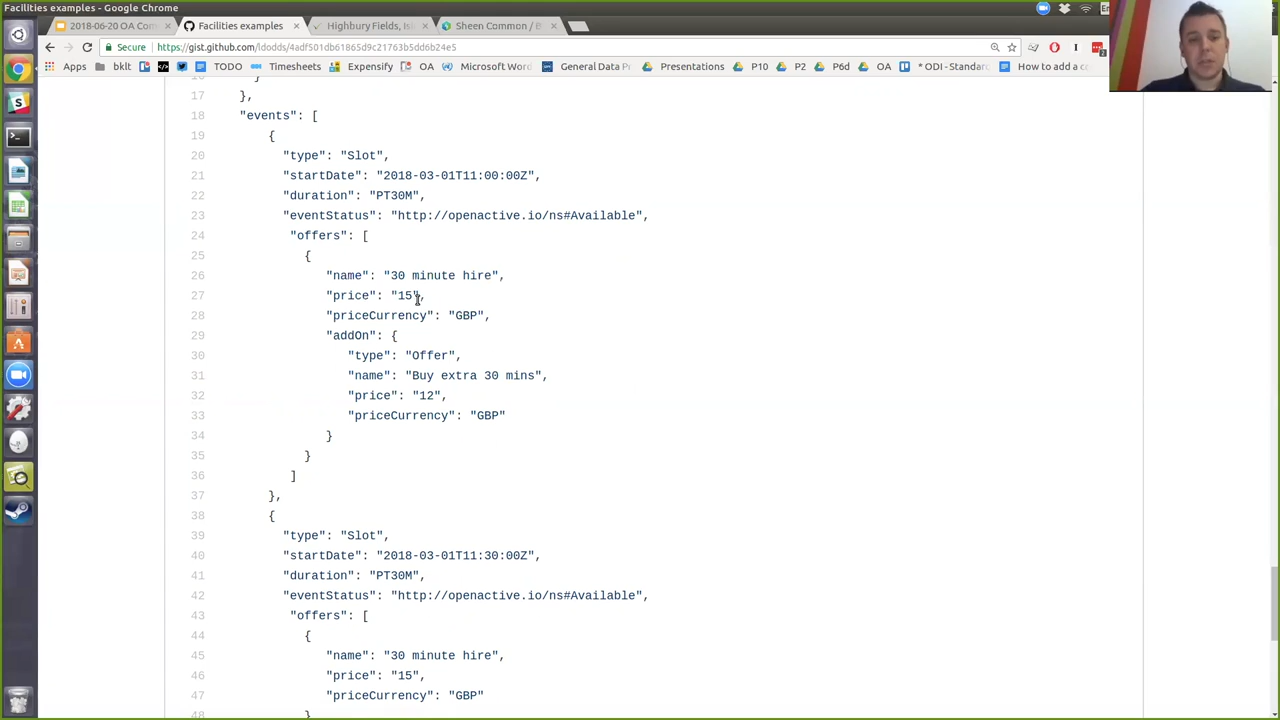 Facilities examples - Google Chrome
2018-06-20 OA Com
Facilities examples
Highbury Fields, Isl
Sheen Common / B
Secure
https://gist.github.com/ldodds/4adf501db61865d9c21763b5dd6b24e5
Apps
bklt
TODO
Timesheets
Expensify
OA
Microsoft Word
General Data Pr
Presentations
P10
P2
P6d
OA
* ODI - Standar
How to add a c
16 }
17 },
18 "events": [
19 {
20 "type": "Slot",
21 "startDate": "2018-03-01T11:00:00Z",
22 "duration": "PT30M",
23 "eventStatus": "http://openactive.io/ns#Available",
24 "offers": [
25 {
26 "name": "30 minute hire",
27 "price": "15",
28 "priceCurrency": "GBP",
29 "addOn": {
30 "type": "Offer",
31 "name": "Buy extra 30 mins",
32 "price": "12",
33 "priceCurrency": "GBP"
34 }
35 }
36 ]
37 },
38 {
39 "type": "Slot",
40 "startDate": "2018-03-01T11:30:00Z",
41 "duration": "PT30M",
42 "eventStatus": "http://openactive.io/ns#Available",
43 "offers": [
44 {
45 "name": "30 minute hire",
46 "price": "15",
47 "priceCurrency": "GBP"
48 }